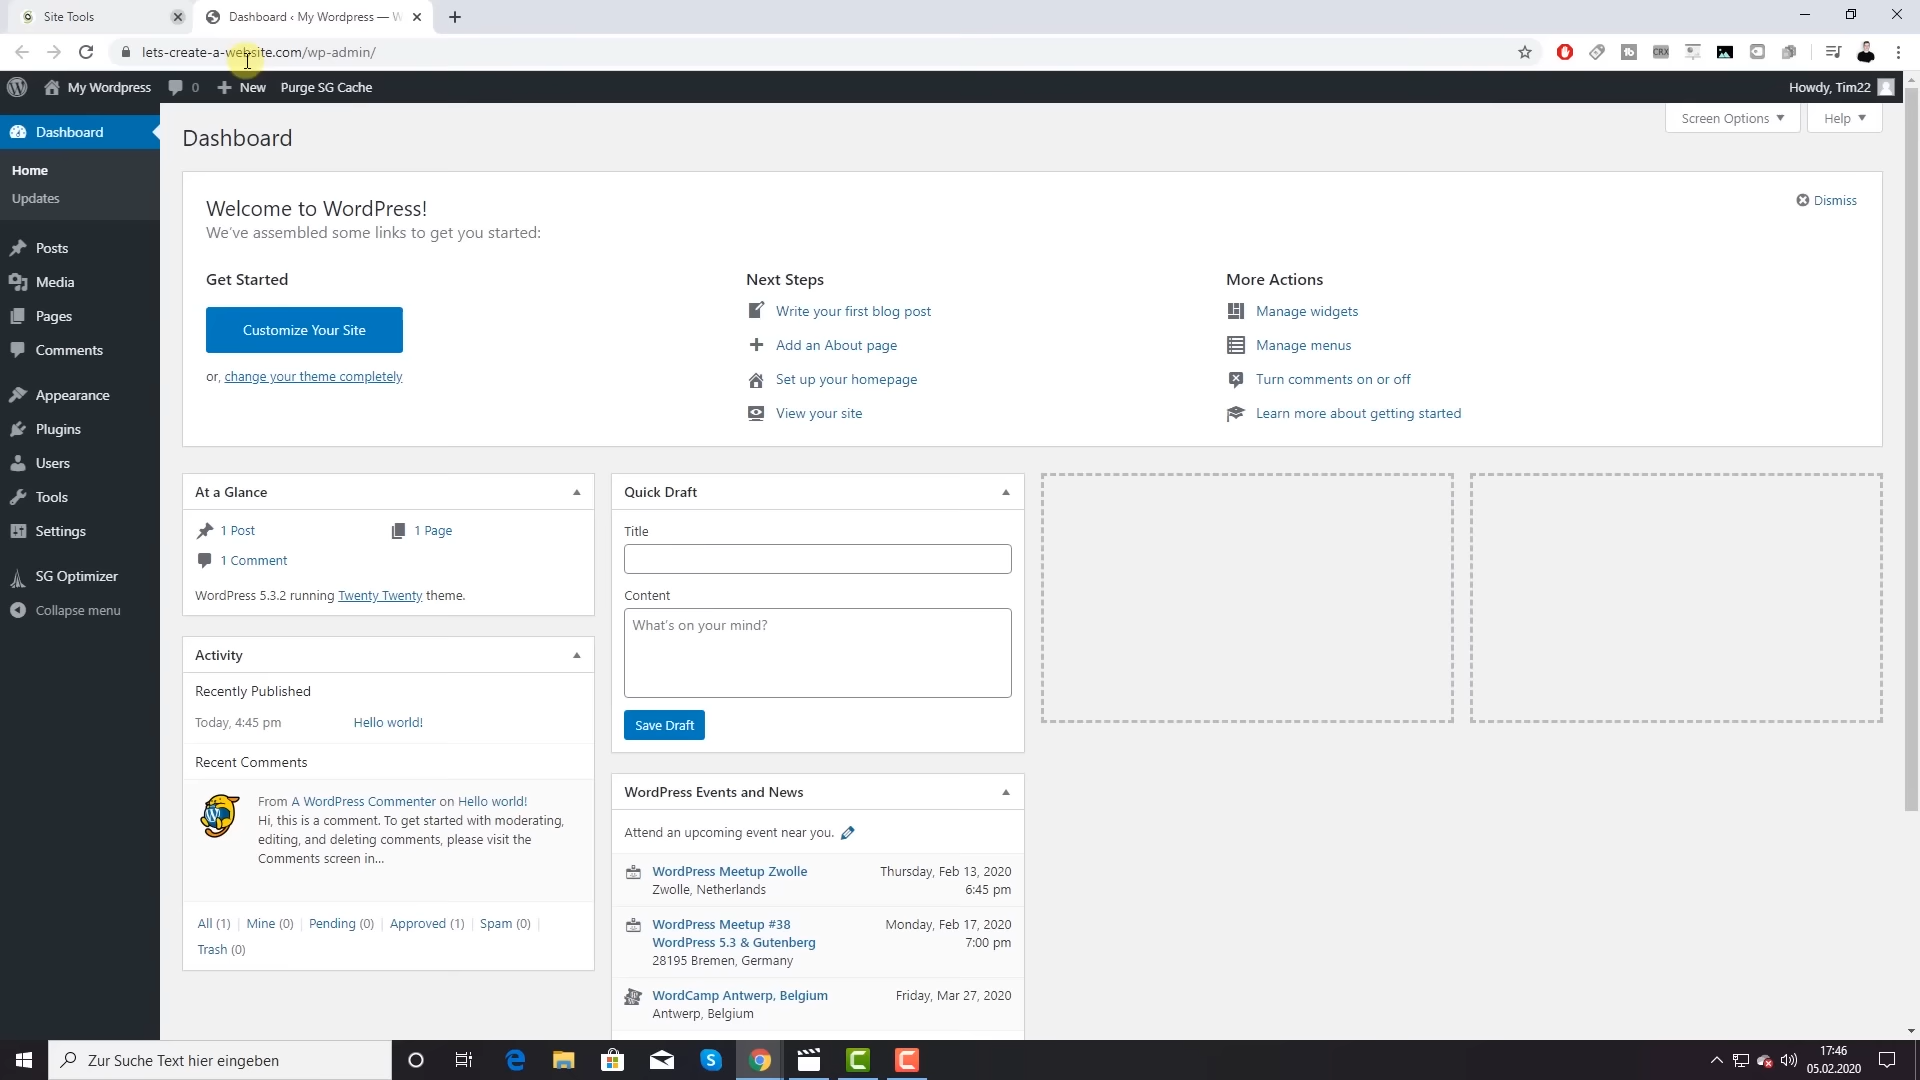 Site Tools
Dashboard ‹ My Wordpress — W
lets-create-a-website.com/wp-admin/
My Wordpress
0
New
Purge SG Cache
Howdy, Tim22
Dashboard
Home
Updates
Posts
Media
Pages
Comments
Appearance
Plugins
Users
Tools
Settings
SG Optimizer
Collapse menu
Dashboard
Screen Options
Help
Welcome to WordPress!
We've assembled some links to get you started:
Dismiss
Get Started
Customize Your Site
or, change your theme completely
Next Steps
Write your first blog post
Add an About page
Set up your homepage
View your site
More Actions
Manage widgets
Manage menus
Turn comments on or off
Learn more about getting started
At a Glance
1 Post
1 Page
1 Comment
WordPress 5.3.2 running Twenty Twenty theme.
Activity
Recently Published
Today, 4:45 pm
Hello world!
Recent Comments
From A WordPress Commenter on Hello world!
Hi, this is a comment. To get started with moderating,
editing, and deleting comments, please visit the
Comments screen in...
All (1) | Mine (0) | Pending (0) | Approved (1) | Spam (0) |
Trash (0)
Quick Draft
Title
Content
What's on your mind?
Save Draft
WordPress Events and News
Attend an upcoming event near you.
WordPress Meetup Zwolle
Zwolle, Netherlands
Thursday, Feb 13, 2020
6:45 pm
WordPress Meetup #38
WordPress 5.3 & Gutenberg
28195 Bremen, Germany
Monday, Feb 17, 2020
7:00 pm
WordCamp Antwerp, Belgium
Antwerp, Belgium
Friday, Mar 27, 2020
Zur Suche Text hier eingeben
17:46
05.02.2020